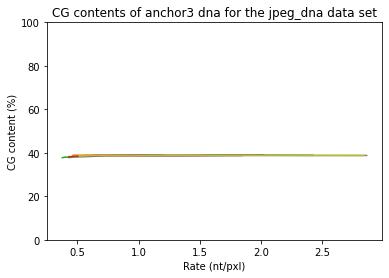 CG contents of anchor3 dna for the jpeg_dna data set
100
80
60
40
20
0
CG content (%)
0.5 1.0 1.5 2.0 2.5
Rate (nt/pxl)